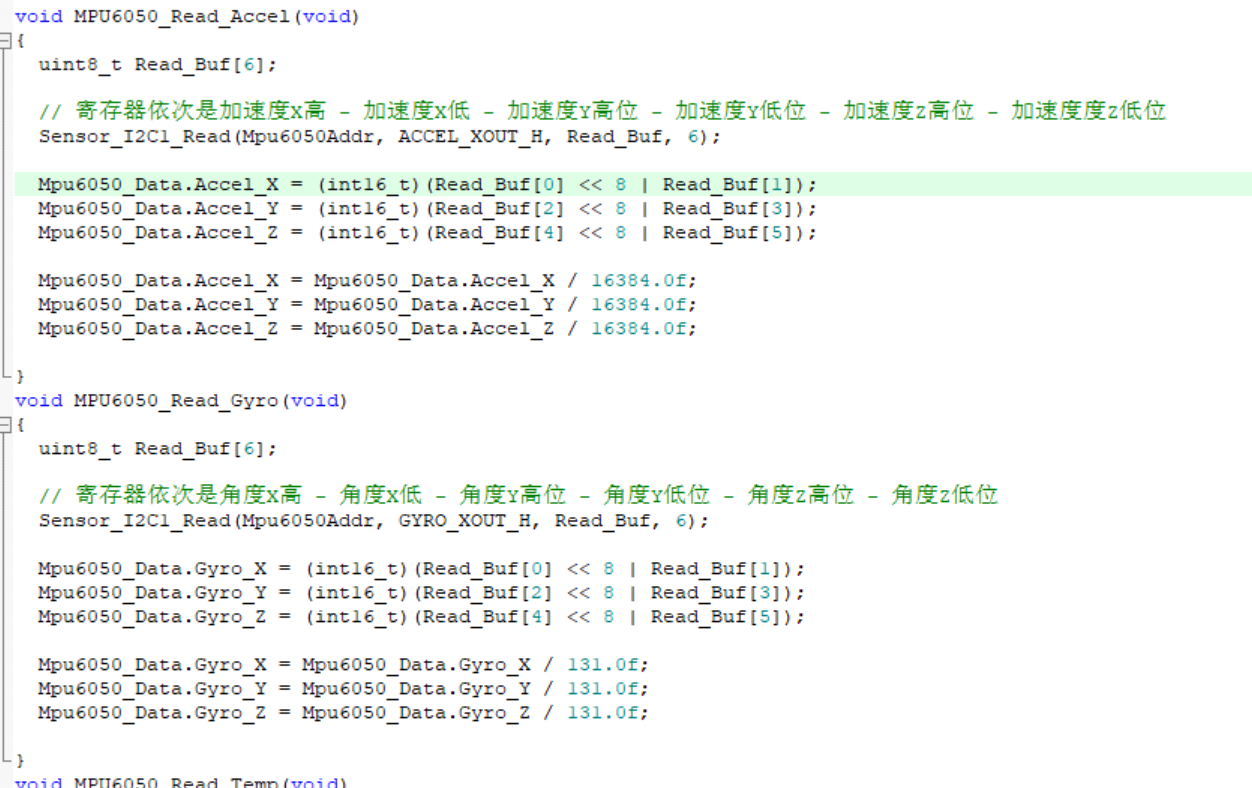 void MPU6050_Read_Accel(void)
{
uint8_t Read_Buf[6];
// 寄存器依次是加速度X高 - 加速度X低 - 加速度Y高位 - 加速度Y低位 - 加速度Z高位 - 加速度度Z低位
Sensor_I2C1_Read(Mpu6050Addr, ACCEL_XOUT_H, Read_Buf, 6);
Mpu6050_Data.Accel_X = (int16_t)(Read_Buf[0] << 8 | Read_Buf[1]);
Mpu6050_Data.Accel_Y = (int16_t)(Read_Buf[2] << 8 | Read_Buf[3]);
Mpu6050_Data.Accel_Z = (int16_t)(Read_Buf[4] << 8 | Read_Buf[5]);
Mpu6050_Data.Accel_X = Mpu6050_Data.Accel_X / 16384.0f;
Mpu6050_Data.Accel_Y = Mpu6050_Data.Accel_Y / 16384.0f;
Mpu6050_Data.Accel_Z = Mpu6050_Data.Accel_Z / 16384.0f;
}
void MPU6050_Read_Gyro(void)
{
uint8_t Read_Buf[6];
// 寄存器依次是角度X高 - 角度X低 - 角度Y高位 - 角度Y低位 - 角度Z高位 - 角度Z低位
Sensor_I2C1_Read(Mpu6050Addr, GYRO_XOUT_H, Read_Buf, 6);
Mpu6050_Data.Gyro_X = (int16_t)(Read_Buf[0] << 8 | Read_Buf[1]);
Mpu6050_Data.Gyro_Y = (int16_t)(Read_Buf[2] << 8 | Read_Buf[3]);
Mpu6050_Data.Gyro_Z = (int16_t)(Read_Buf[4] << 8 | Read_Buf[5]);
Mpu6050_Data.Gyro_X = Mpu6050_Data.Gyro_X / 131.0f;
Mpu6050_Data.Gyro_Y = Mpu6050_Data.Gyro_Y / 131.0f;
Mpu6050_Data.Gyro_Z = Mpu6050_Data.Gyro_Z / 131.0f;
}
void MPU6050_Read_Temp(void)